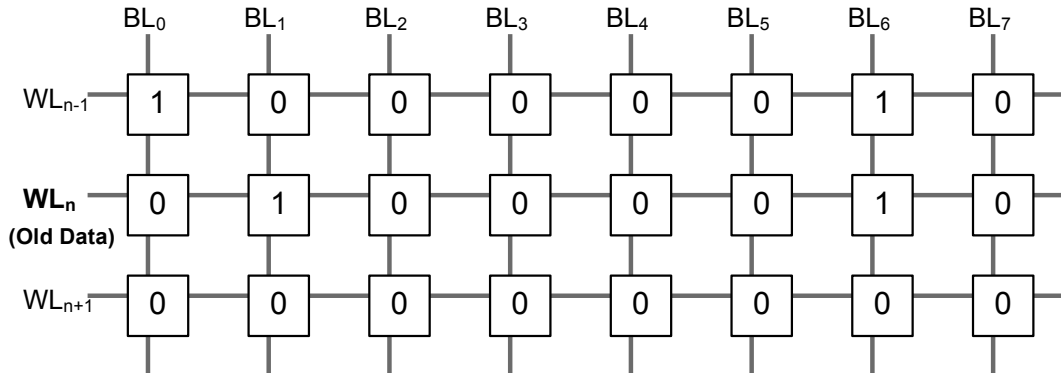 BL₀ BL₁ BL₂ BL₃ BL₄ BL₅ BL₆ BL₇
WLₙ₋₁ 1 0 0 0 0 0 1 0
WLₙ 0 1 0 0 0 0 1 0
(Old Data)
WLₙ₊₁ 0 0 0 0 0 0 0 0